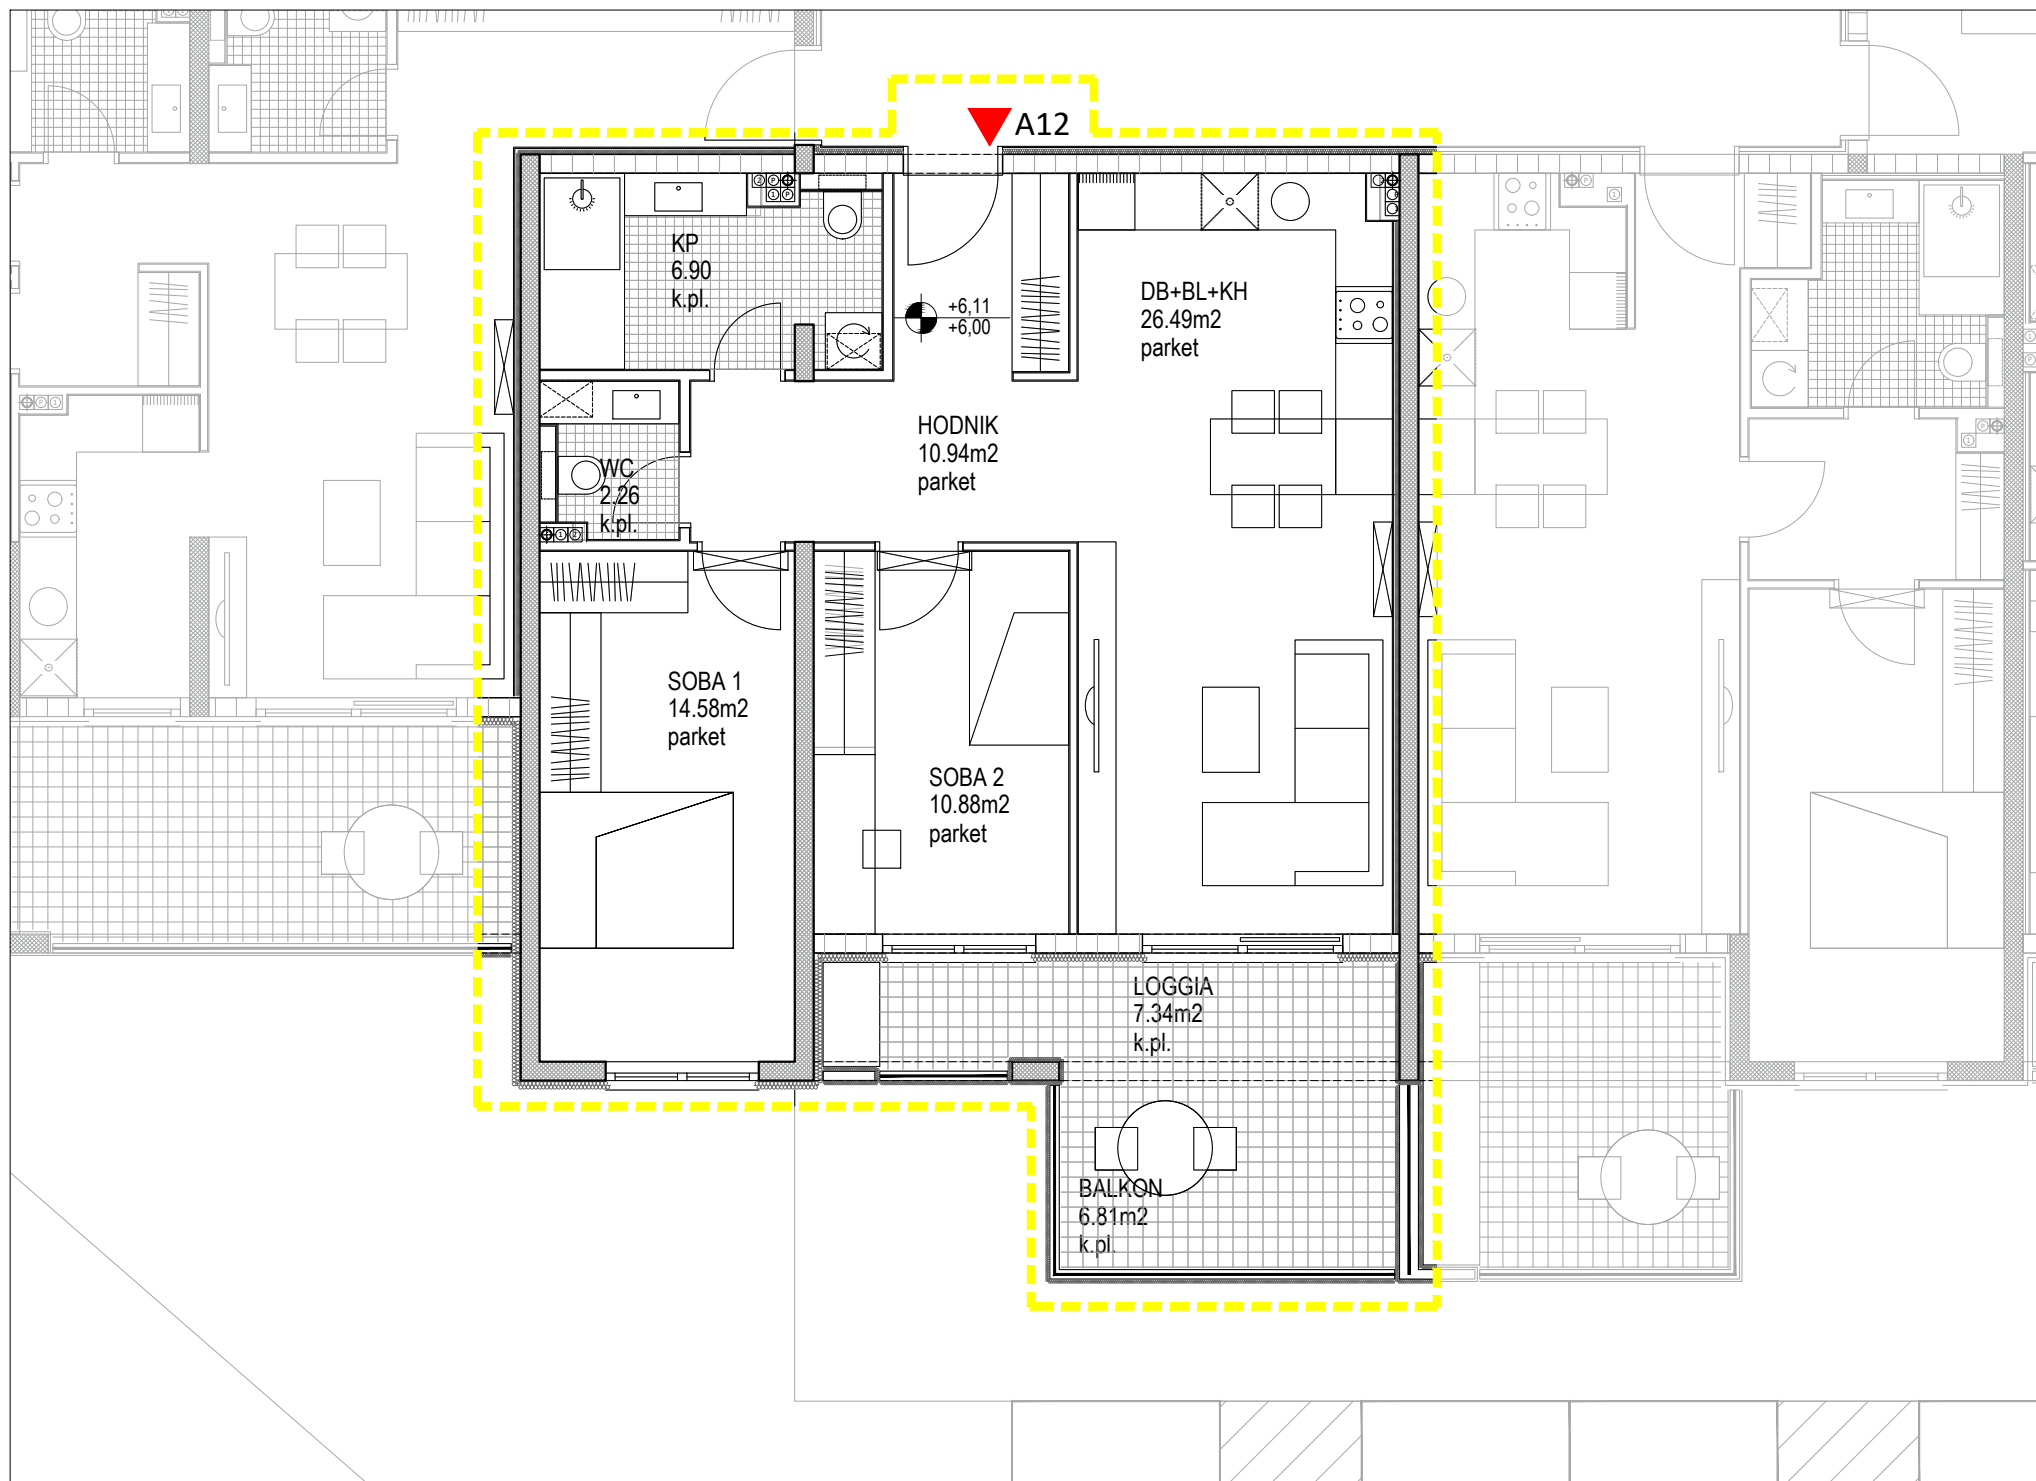 A12
KP
6.90
k.pl.
+6,11
+6,00
DB+BL+KH
26.49m2
parket
HODNIK
10.94m2
parket
WC
2.26
k.pl.
SOBA 1
14.58m2
parket
SOBA 2
10.88m2
parket
LOGGIA
7.34m2
k.pl.
BALKON
6.81m2
k.pl.